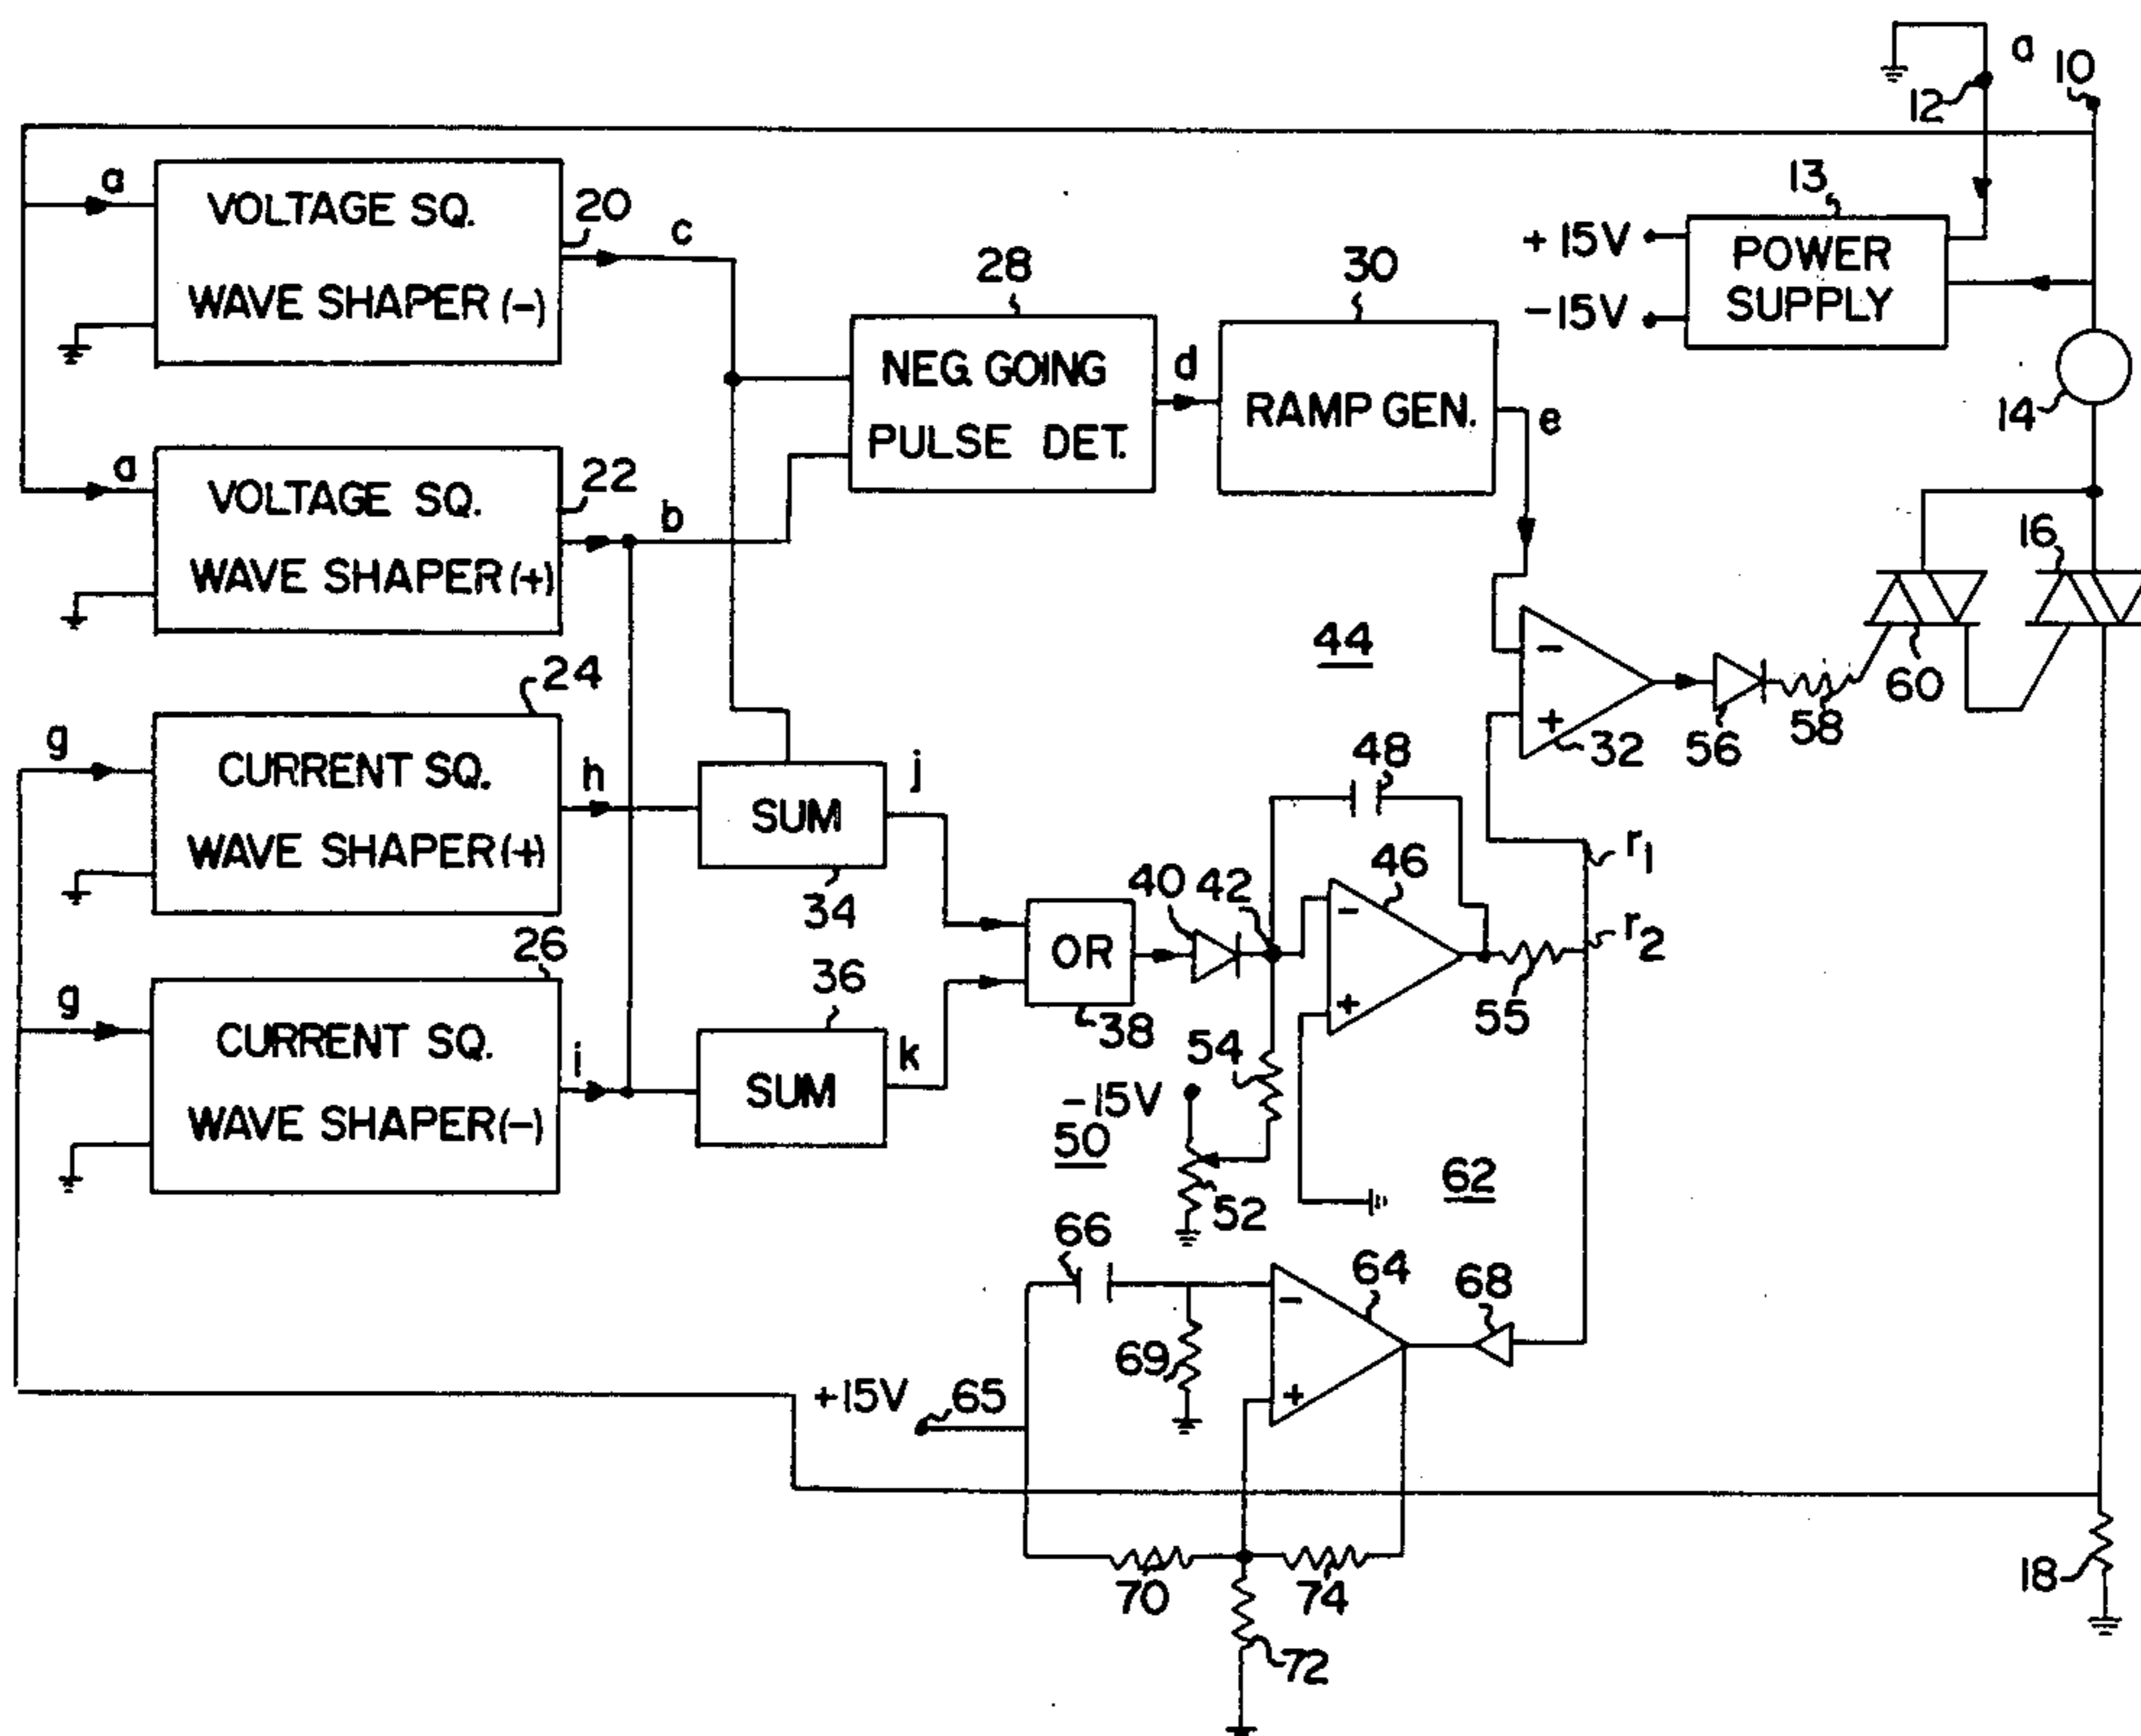 a
10
12
a
VOLTAGE SQ.
WAVE SHAPER (-)
20
c
13
+15V
-15V
POWER
SUPPLY
28
30
NEG. GOING
PULSE DET.
d
RAMP GEN.
e
14
a
VOLTAGE SQ.
WAVE SHAPER (+)
22
b
16
44
-
+
32
56
58
60
24
g
CURRENT SQ.
WAVE SHAPER (+)
h
SUM
j
34
48
46
r1
r2
40
42
-
+
55
OR
38
26
g
CURRENT SQ.
WAVE SHAPER (-)
i
36
SUM
k
54
-15V
50
52
62
66
64
68
-
+
69
+15V
65
70
74
72
18